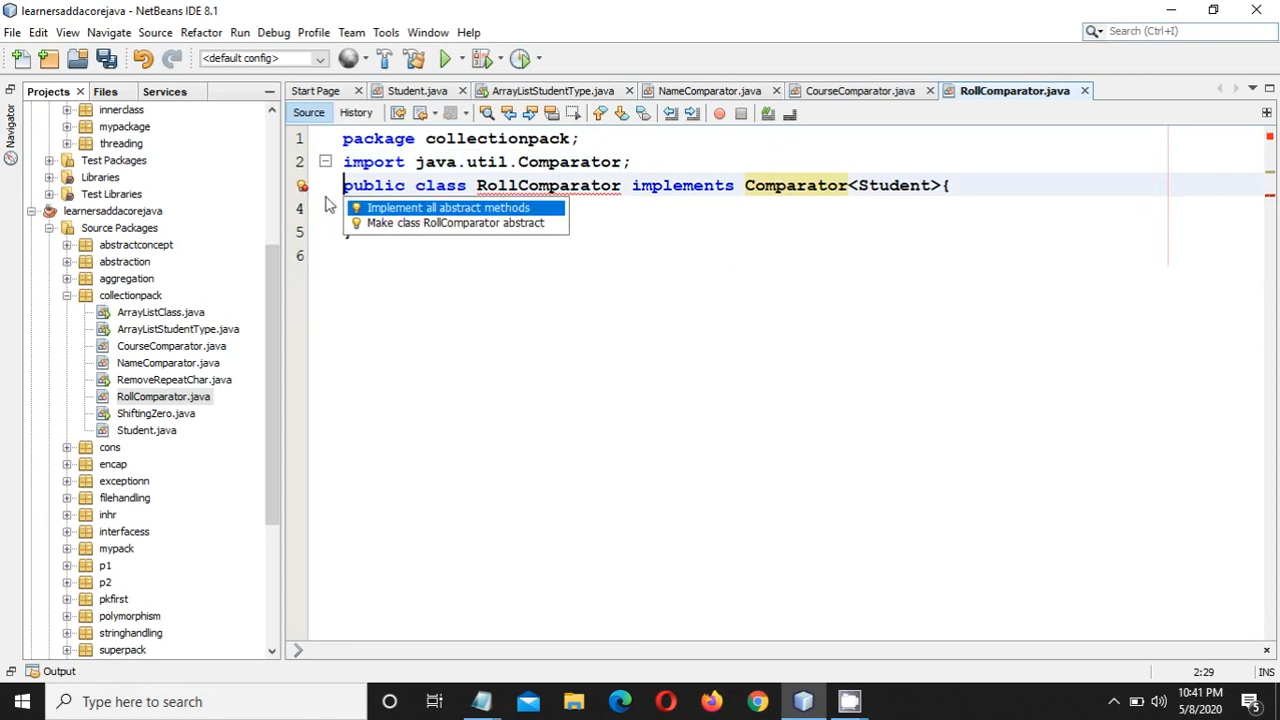 learnersaddacorejava - NetBeans IDE 8.1
File Edit View Navigate Source Refactor Run Debug Profile Team Tools Window Help
Search (Ctrl+I)
<default config>
Projects Files Services
Start Page Student.java ArrayListStudentType.java NameComparator.java CourseComparator.java RollComparator.java
Navigator
Source History
innerclass
mypackage
threading
Test Packages
Libraries
Test Libraries
learnersaddacorejava
Source Packages
abstractconcept
abstraction
aggregation
collectionpack
ArrayListClass.java
ArrayListStudentType.java
CourseComparator.java
NameComparator.java
RemoveRepeatChar.java
RollComparator.java
ShiftingZero.java
Student.java
cons
encap
exceptionn
filehandling
inhr
interfacess
mypack
p1
p2
pkfirst
polymorphism
stringhandling
superpack
1 package collectionpack;
2 import java.util.Comparator;
public class RollComparator implements Comparator<Student>{
4
Implement all abstract methods
Make class RollComparator abstract
5 }
6
Output
2:29 INS
Type here to search
10:41 PM
5/8/2020
5